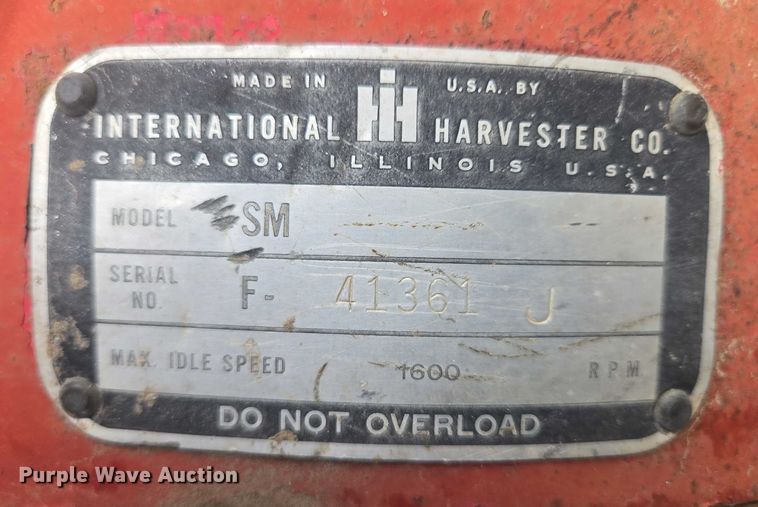 MADE IN IH U.S.A. BY
INTERNATIONAL HARVESTER CO.
CHICAGO, ILLINOIS U.S.A.
MODEL SM
SERIAL NO. F- 41361 J
MAX. IDLE SPEED 1600 RPM
DO NOT OVERLOAD
Purple Wave Auction